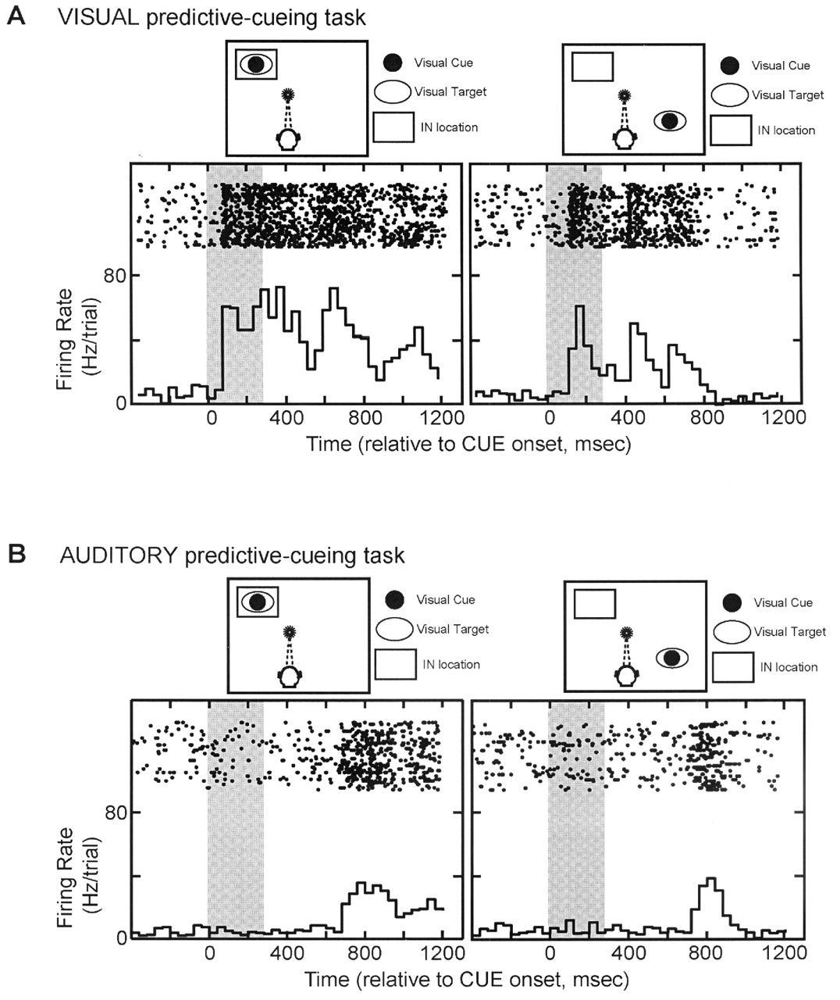 A VISUAL predictive-cueing task
Visual Cue
Visual Target
IN location
Visual Cue
Visual Target
IN location
80
0
Firing Rate
(Hz/trial)
0 400 800 1200
0 400 800 1200
Time (relative to CUE onset, msec)
B AUDITORY predictive-cueing task
Visual Cue
Visual Target
IN location
Visual Cue
Visual Target
IN location
80
0
Firing Rate
(Hz/trial)
0 400 800 1200
0 400 800 1200
Time (relative to CUE onset, msec)